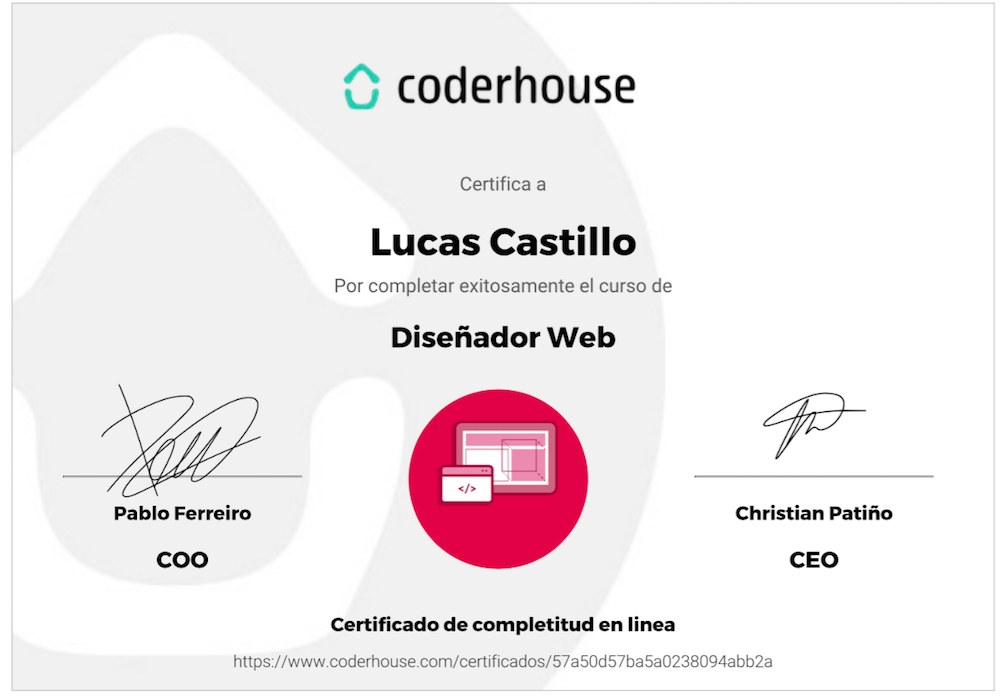 coderhouse
Certifica a
Lucas Castillo
Por completar exitosamente el curso de
Diseñador Web
</>
Pablo Ferreiro
COO
Christian Patiño
CEO
Certificado de completitud en linea
https://www.coderhouse.com/certificados/57a50d57ba5a0238094abb2a